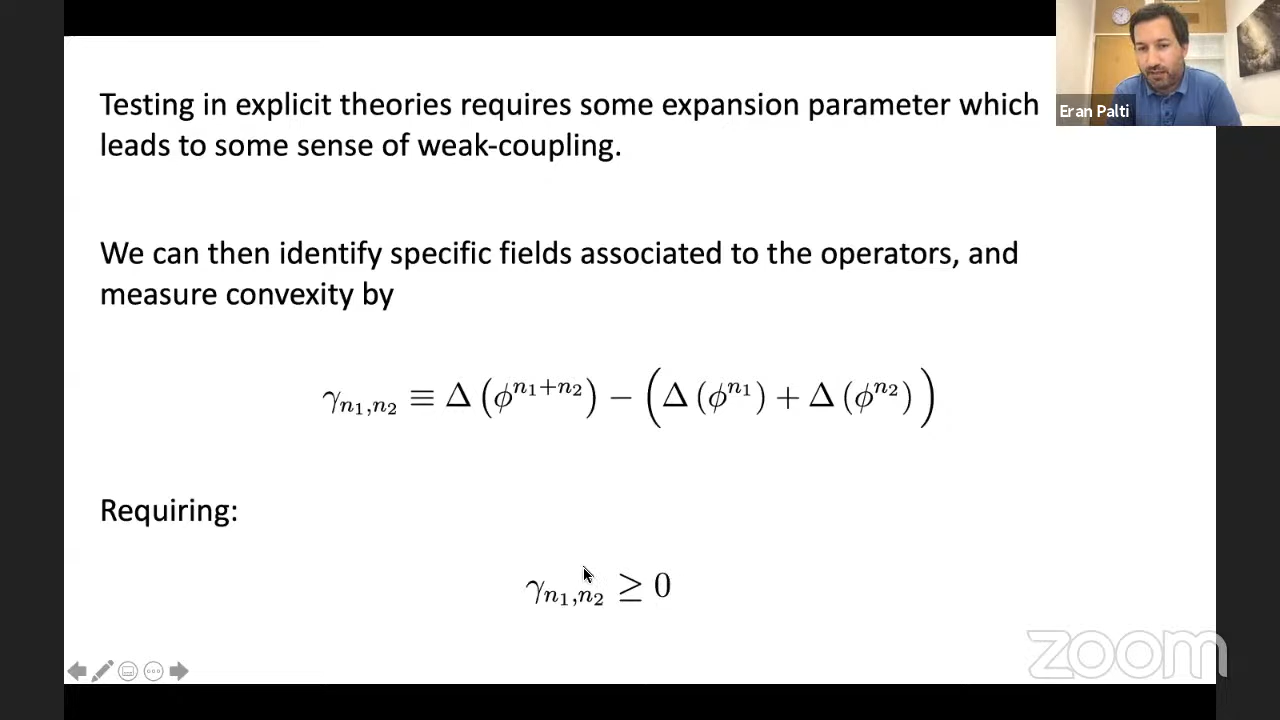 Testing in explicit theories requires some expansion parameter which
leads to some sense of weak-coupling.
Eran Palti
We can then identify specific fields associated to the operators, and
measure convexity by
γ_{n₁,n₂} ≡ Δ (ϕ^{n₁+n₂}) − (Δ (ϕ^{n₁}) + Δ (ϕ^{n₂}))
Requiring:
γ_{n₁,n₂} ≥ 0
zoom